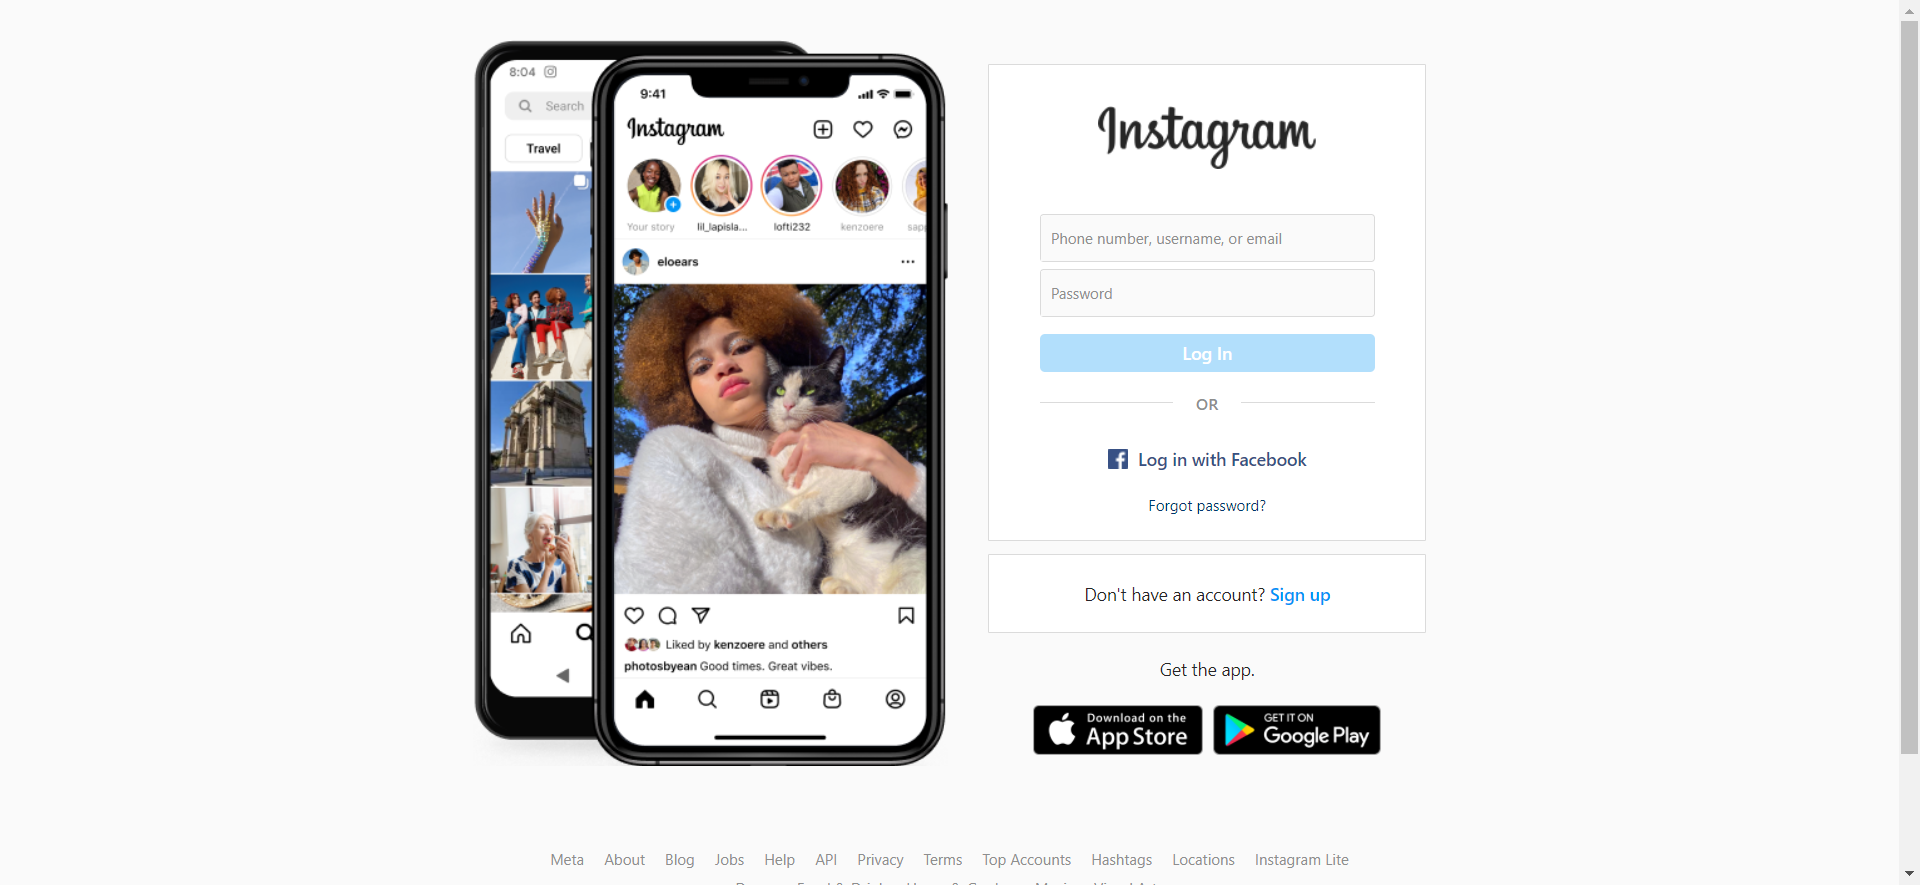 8:04
Search
Travel
9:41
Instagram
Your story
lil_lapisla...
lofti232
kenzoere
sap
eloears
Liked by kenzoere and others
photosbyean Good times. Great vibes.
Instagram
Phone number, username, or email
Password
Log In
OR
Log in with Facebook
Forgot password?
Don't have an account? Sign up
Get the app.
Download on the
App Store
GET IT ON
Google Play
Meta About Blog Jobs Help API Privacy Terms Top Accounts Hashtags Locations Instagram Lite